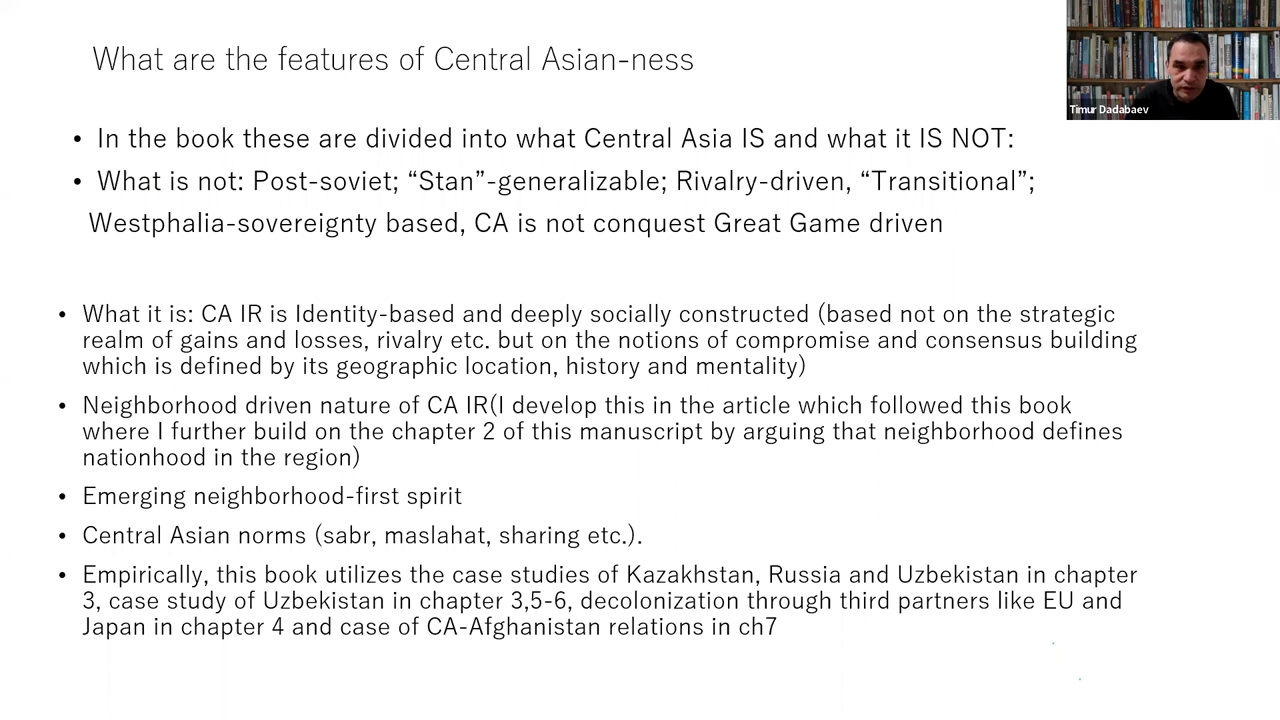 What are the features of Central Asian-ness
Timur Dadabaev
• In the book these are divided into what Central Asia IS and what it IS NOT:
• What is not: Post-soviet; “Stan”-generalizable; Rivalry-driven, “Transitional”;
Westphalia-sovereignty based, CA is not conquest Great Game driven
• What it is: CA IR is Identity-based and deeply socially constructed (based not on the strategic
realm of gains and losses, rivalry etc. but on the notions of compromise and consensus building
which is defined by its geographic location, history and mentality)
• Neighborhood driven nature of CA IR(I develop this in the article which followed this book
where I further build on the chapter 2 of this manuscript by arguing that neighborhood defines
nationhood in the region)
• Emerging neighborhood-first spirit
• Central Asian norms (sabr, maslahat, sharing etc.).
• Empirically, this book utilizes the case studies of Kazakhstan, Russia and Uzbekistan in chapter
3, case study of Uzbekistan in chapter 3,5-6, decolonization through third partners like EU and
Japan in chapter 4 and case of CA-Afghanistan relations in ch7